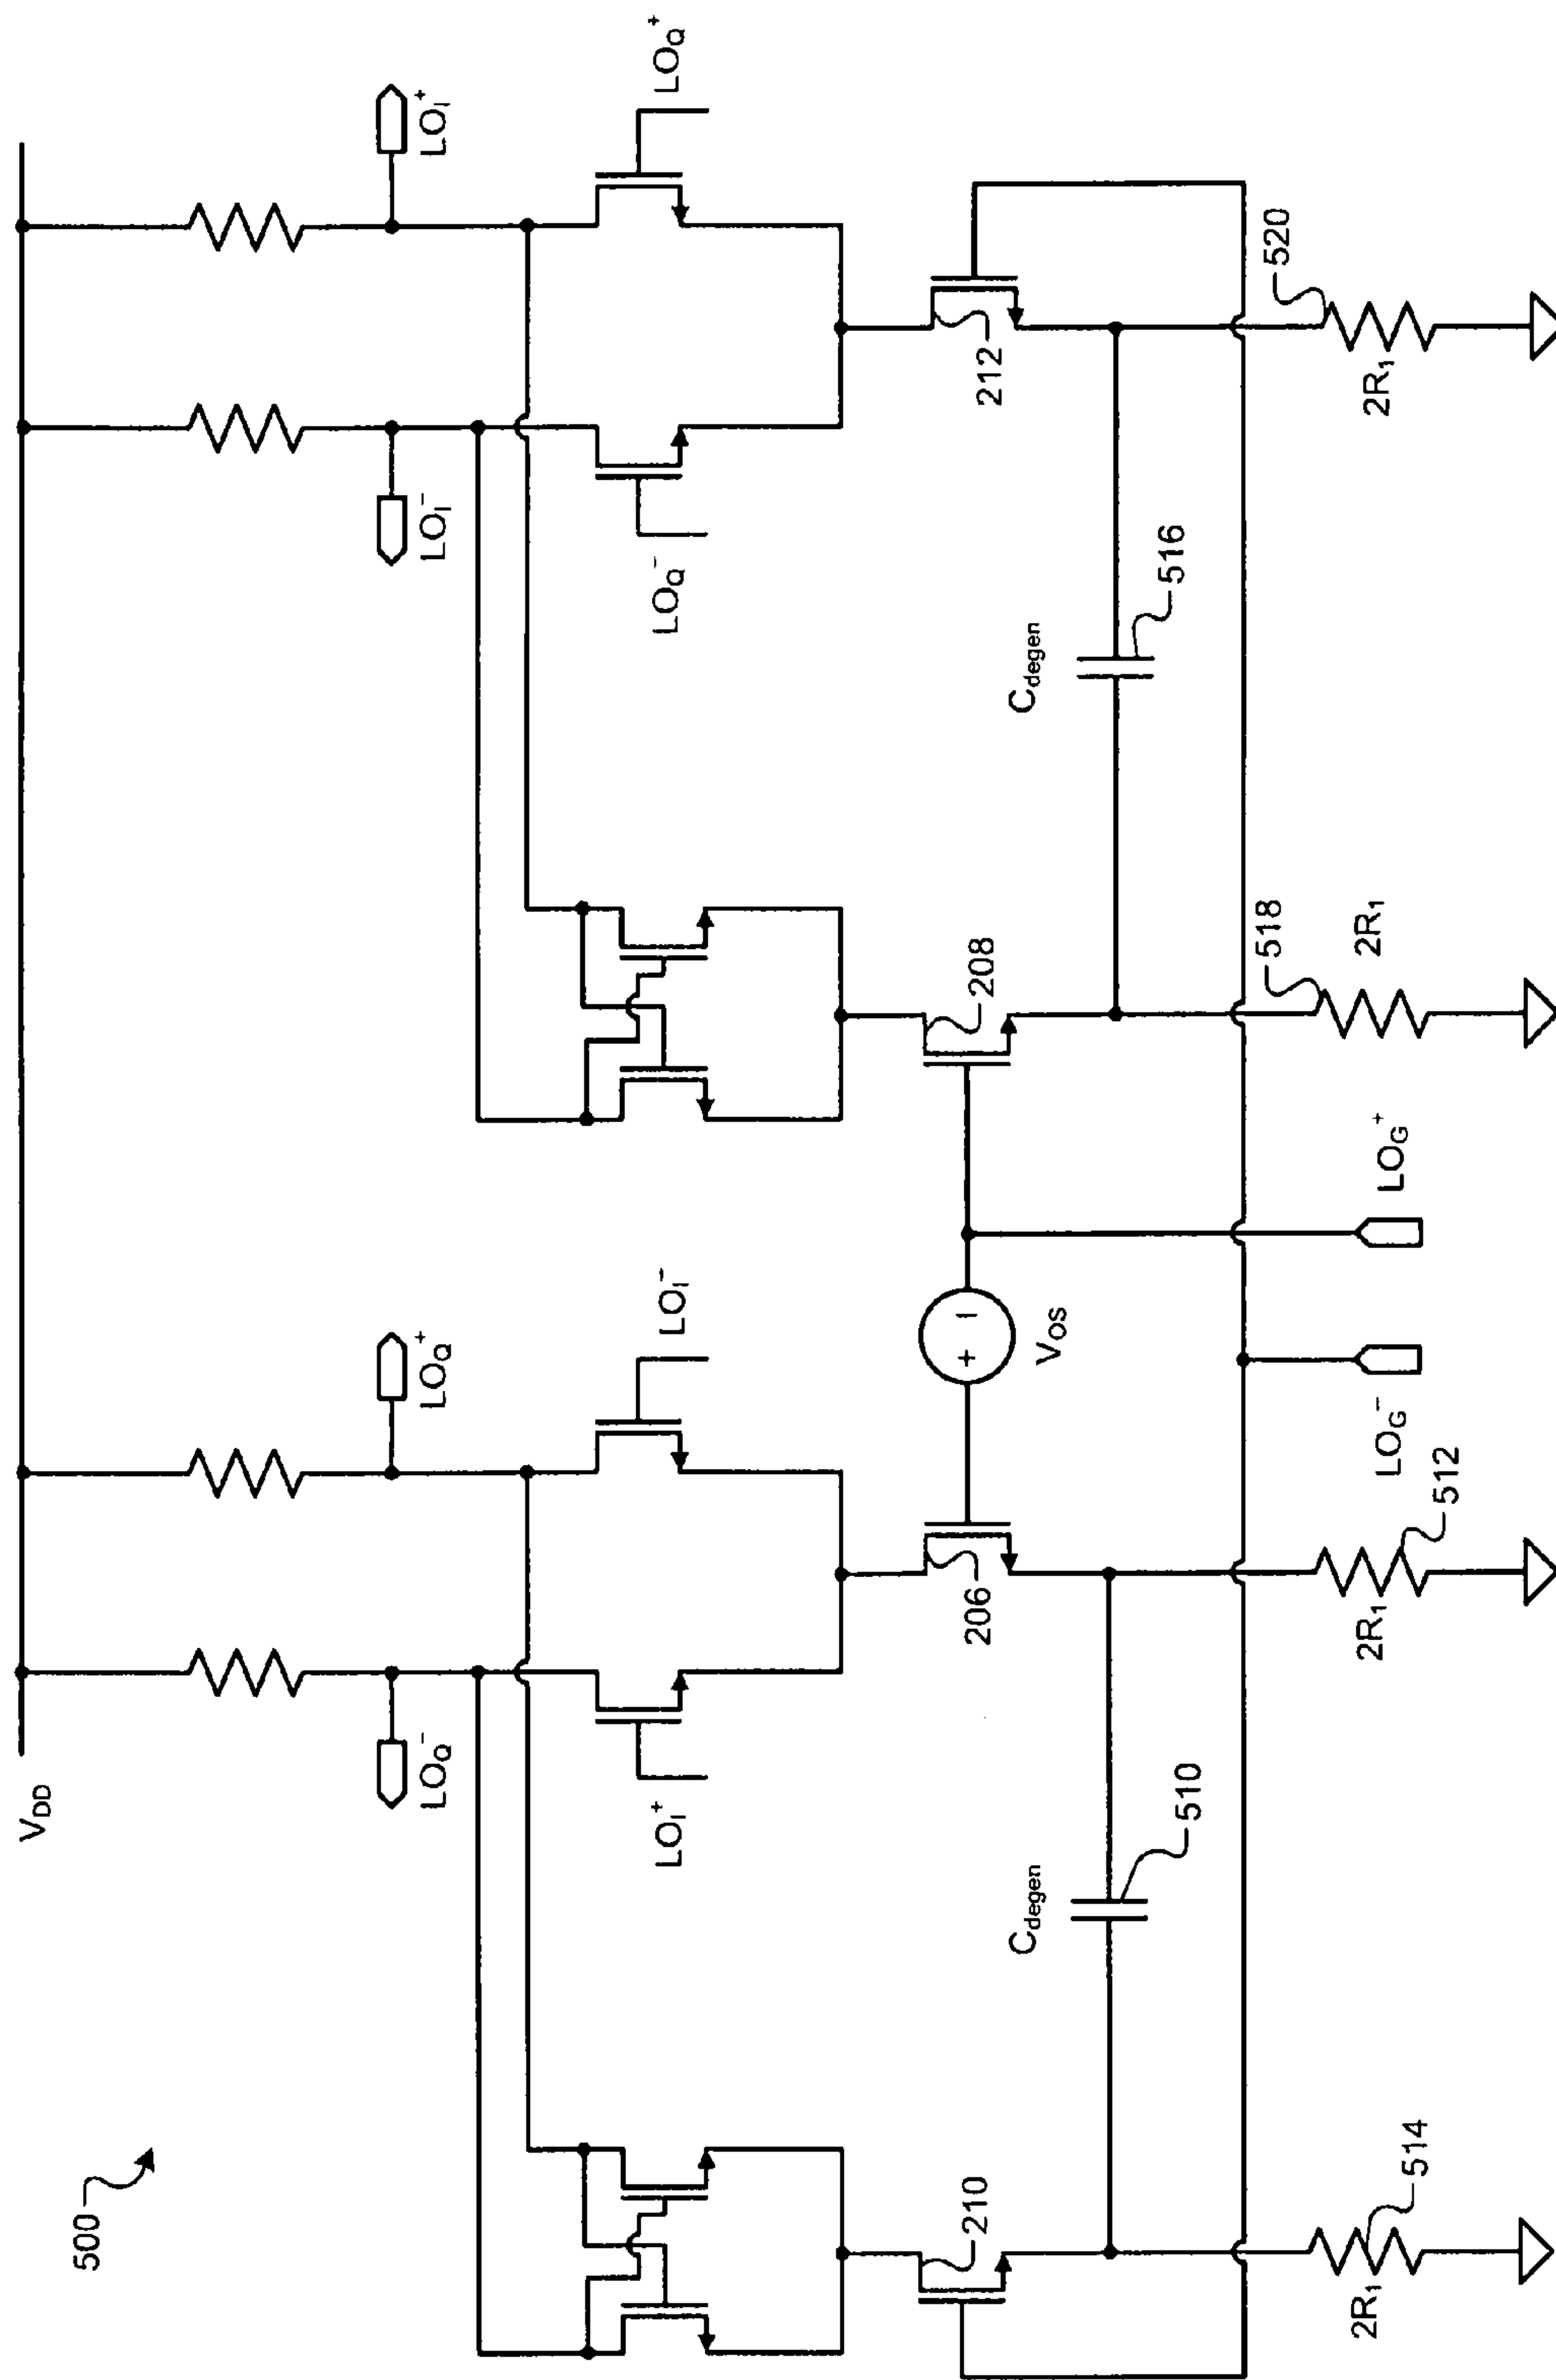 500
V_DD
LO_Q^-
LO_Q^+
LO_I^-
LO_I^+
LO_I^+
LO_I^-
LO_Q^-
LO_Q^+
210
206
V_OS
+ -
208
212
C_degen
510
C_degen
516
2R_1
514
2R_1
512
LO_G^-
LO_G^+
518
2R_1
520
2R_1